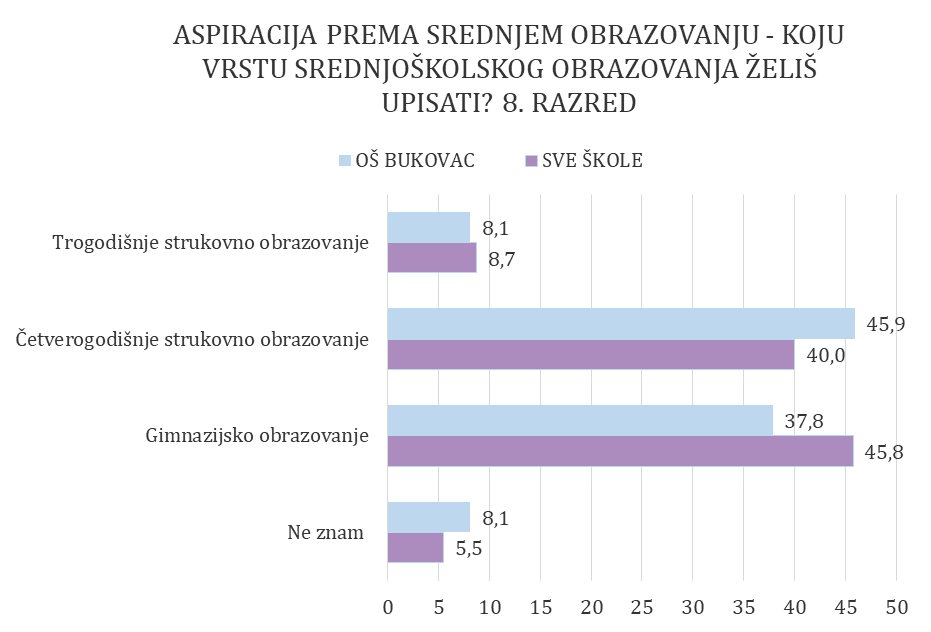 ASPIRACIJA PREMA SREDNJEM OBRAZOVANJU - KOJU
VRSTU SREDNJOŠKOLSKOG OBRAZOVANJA ŽELIŠ
UPISATI? 8. RAZRED
OŠ BUKOVAC SVE ŠKOLE
Trogodišnje strukovno obrazovanje
8,1
8,7
Četverogodišnje strukovno obrazovanje
45,9
40,0
Gimnazijsko obrazovanje
37,8
45,8
Ne znam
8,1
5,5
0 5 10 15 20 25 30 35 40 45 50